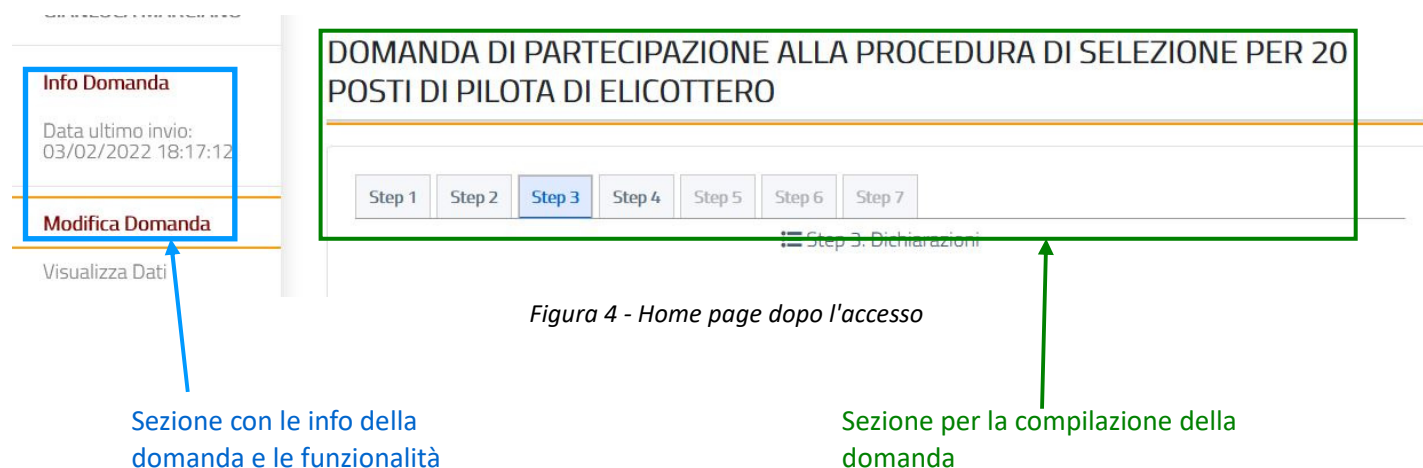 Info Domanda
Data ultimo invio:
03/02/2022 18:17:12
Modifica Domanda
Visualizza Dati
DOMANDA DI PARTECIPAZIONE ALLA PROCEDURA DI SELEZIONE PER 20
POSTI DI PILOTA DI ELICOTTERO
Step 1 Step 2 Step 3 Step 4 Step 5 Step 6 Step 7
Step 3: Dichiarazioni
Figura 4 - Home page dopo l'accesso
Sezione con le info della
domanda e le funzionalità
Sezione per la compilazione della
domanda